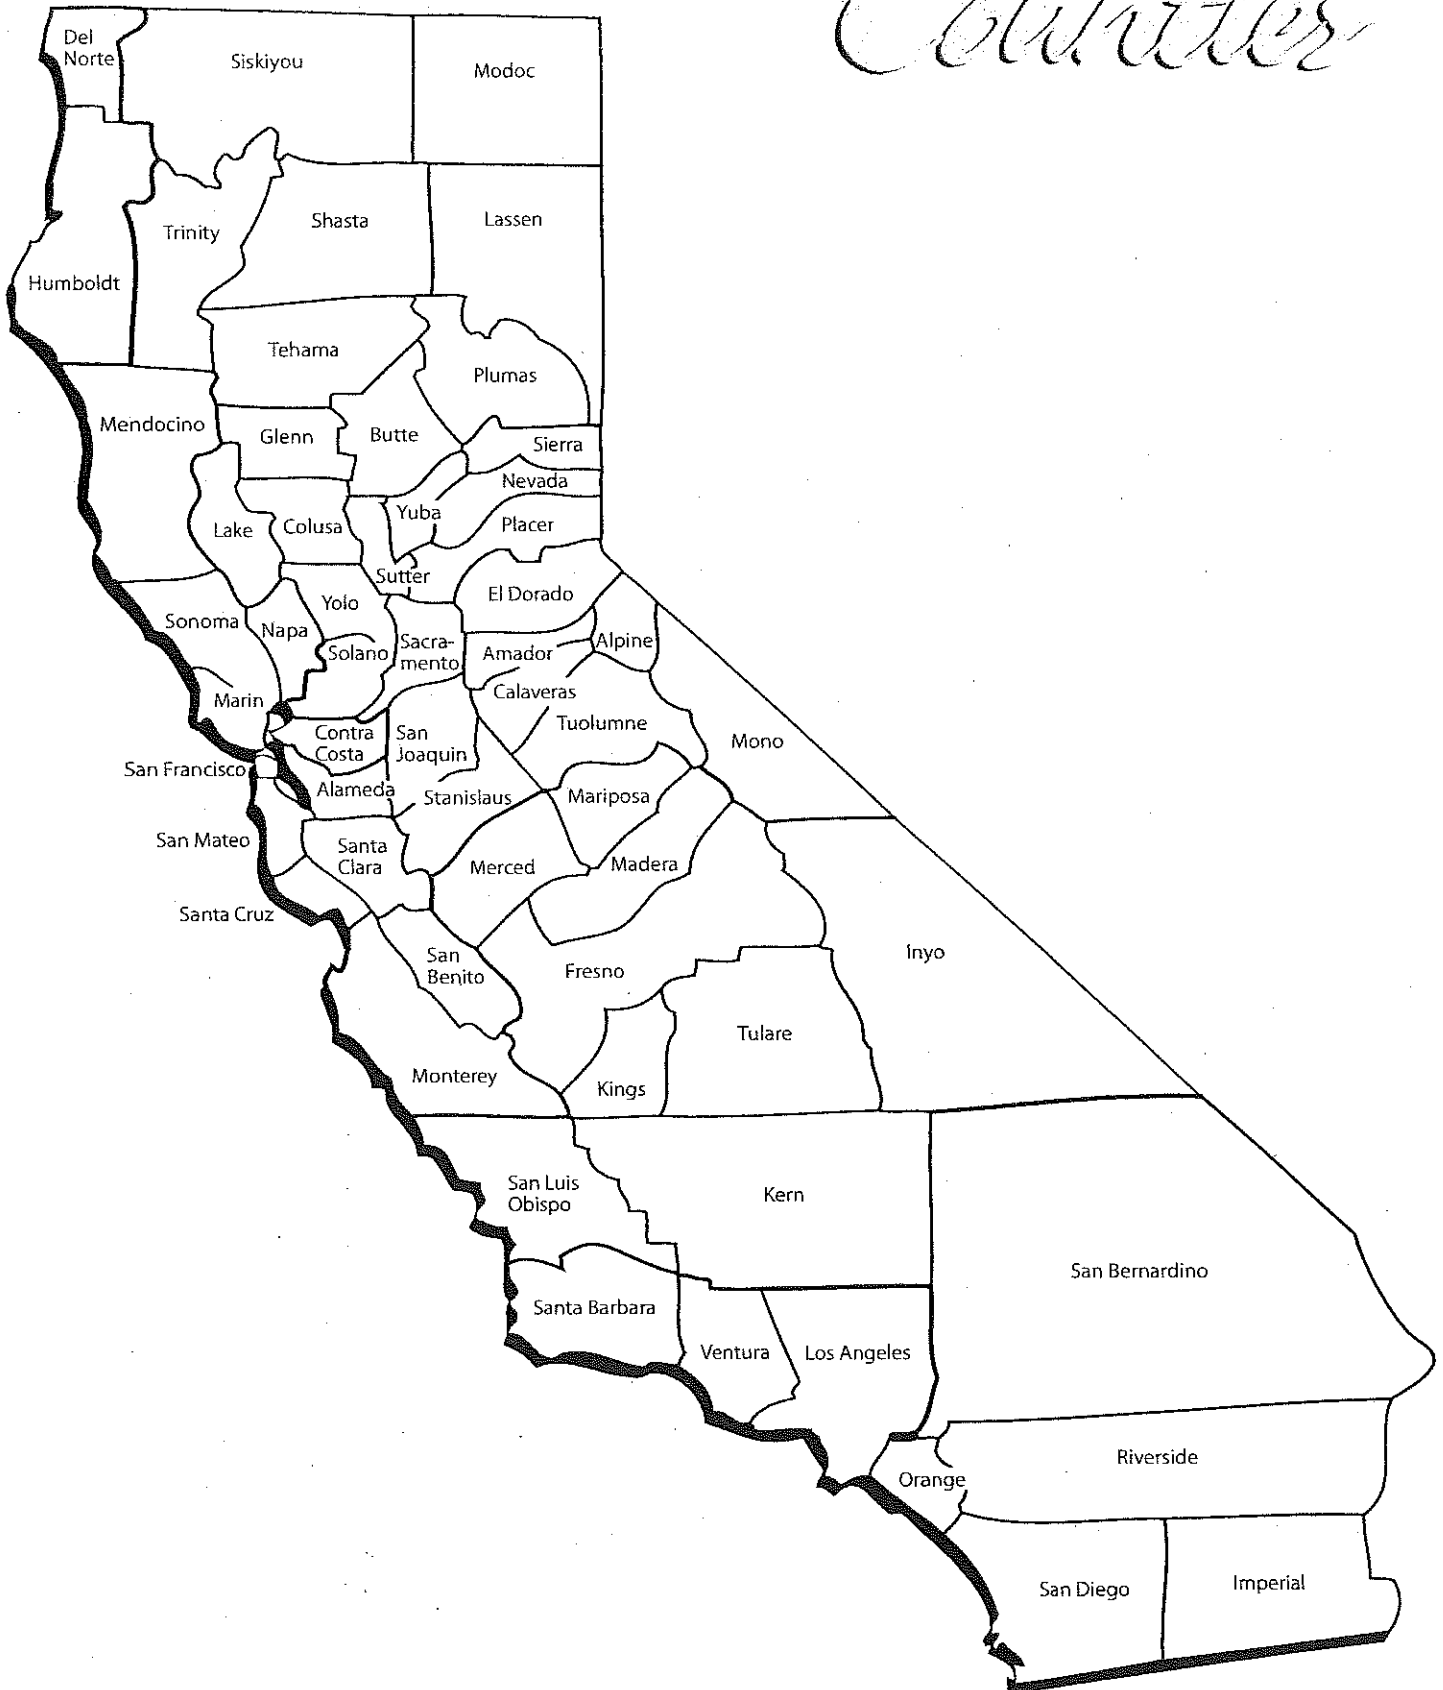 Counties
Del
Norte
Siskiyou
Modoc
Trinity
Shasta
Lassen
Humboldt
Tehama
Plumas
Mendocino
Glenn
Butte
Sierra
Nevada
Yuba
Placer
Lake
Colusa
Sutter
El Dorado
Yolo
Sonoma
Napa
Solano
Sacra-
mento
Amador
Alpine
Marin
Calaveras
Tuolumne
Contra
Costa
San
Joaquin
Mono
San Francisco
Alameda
Stanislaus
Mariposa
San Mateo
Santa
Clara
Merced
Madera
Santa Cruz
San
Benito
Fresno
Inyo
Tulare
Monterey
Kings
San Luis
Obispo
Kern
San Bernardino
Santa Barbara
Ventura
Los Angeles
Riverside
Orange
San Diego
Imperial